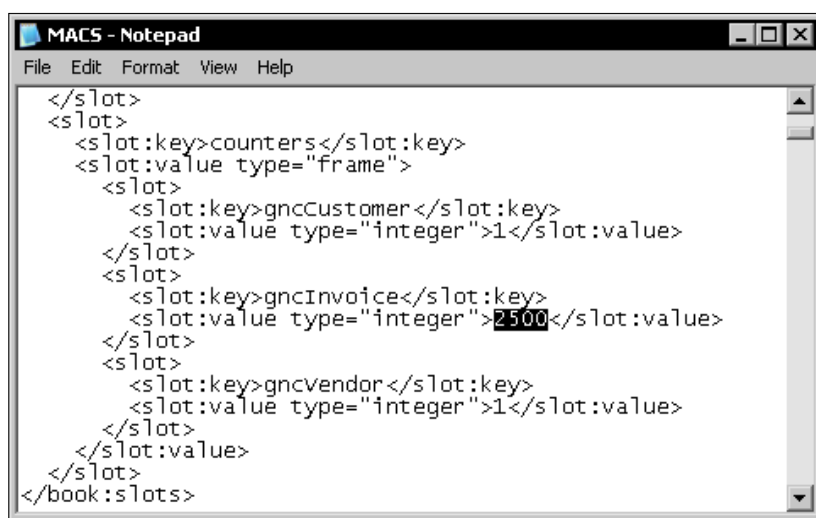 MACS - Notepad
File Edit Format View Help
  </slot>
  <slot>
    <slot:key>counters</slot:key>
    <slot:value type="frame">
      <slot>
        <slot:key>gncCustomer</slot:key>
        <slot:value type="integer">1</slot:value>
      </slot>
      <slot>
        <slot:key>gncInvoice</slot:key>
        <slot:value type="integer">2500</slot:value>
      </slot>
      <slot>
        <slot:key>gncVendor</slot:key>
        <slot:value type="integer">1</slot:value>
      </slot>
    </slot:value>
  </slot>
</book:slots>